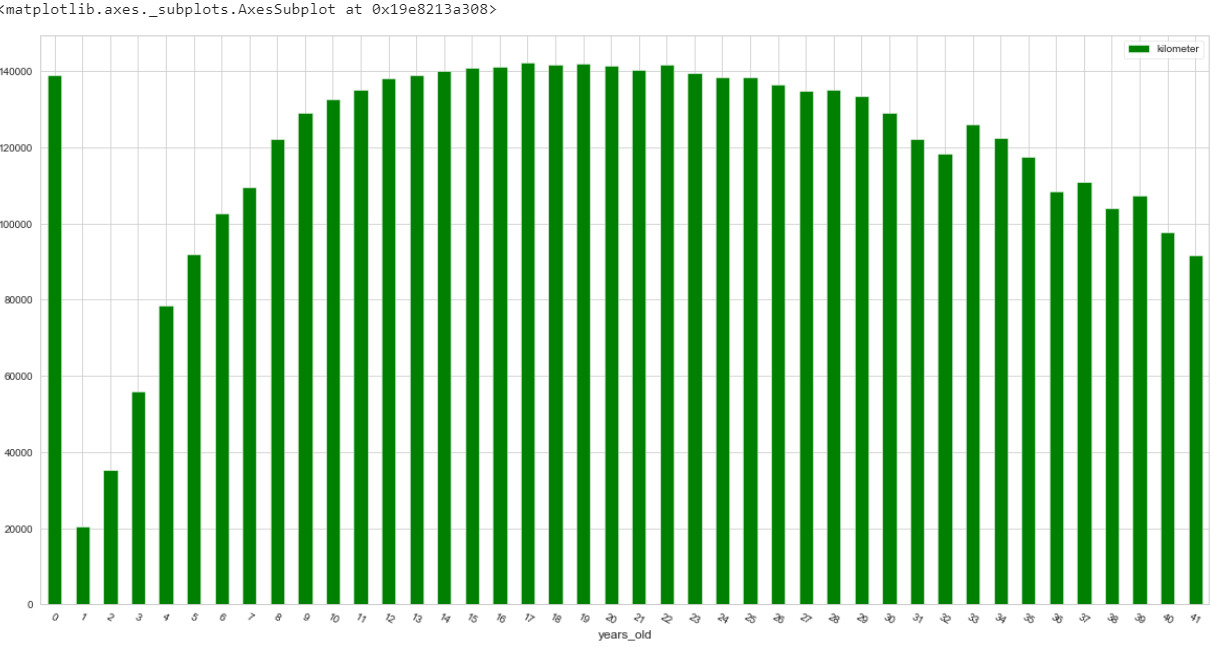 <matplotlib.axes._subplots.AxesSubplot at 0x19e8213a308>
kilometer
140000
120000
100000
80000
60000
40000
20000
0
0 1 2 3 4 5 6 7 8 9 10 11 12 13 14 15 16 17 18 19 20 21 22 23 24 25 26 27 28 29 30 31 32 33 34 35 36 37 38 39 40 41
years_old